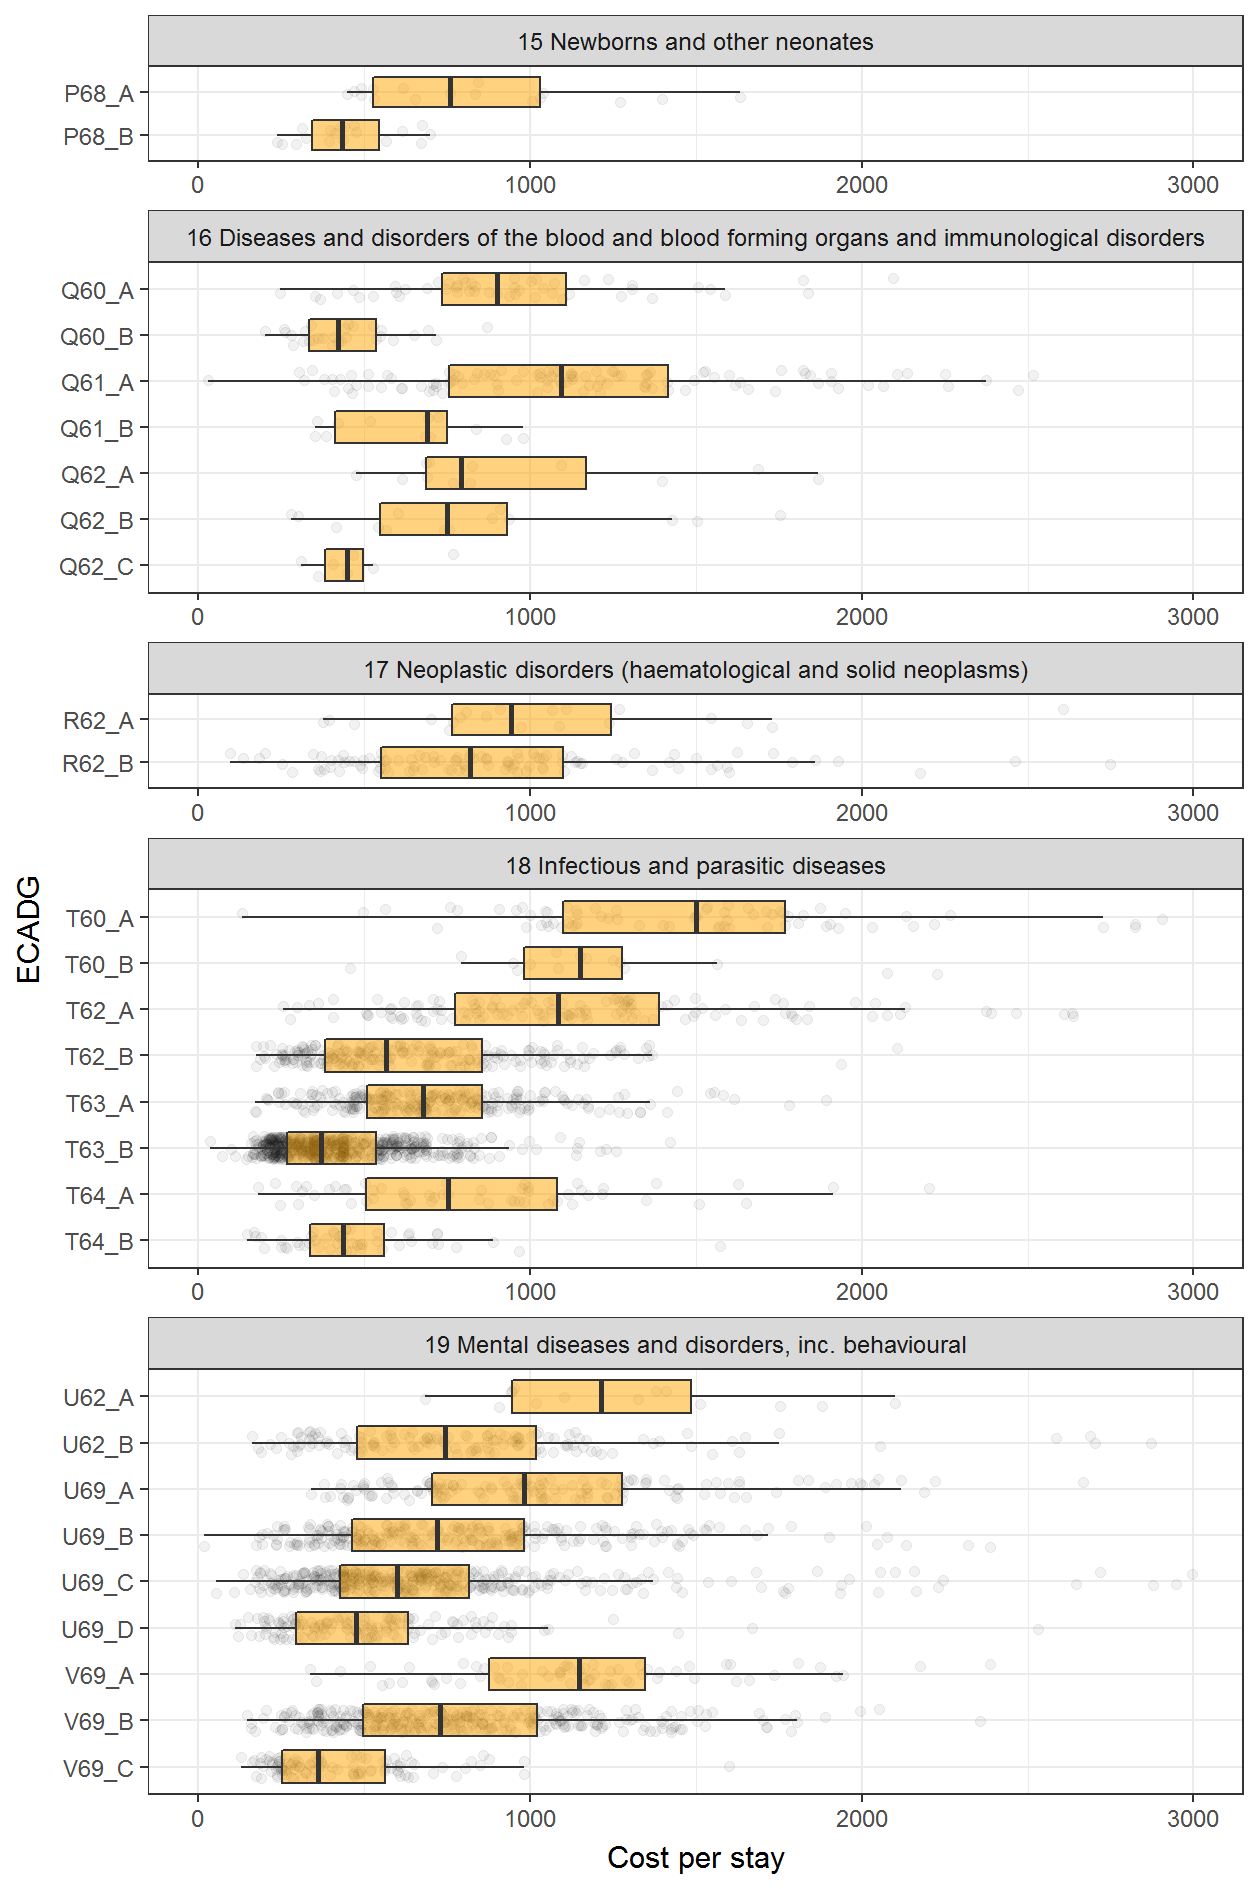 15 Newborns and other neonates
P68_A
P68_B
0 1000 2000 3000
16 Diseases and disorders of the blood and blood forming organs and immunological disorders
Q60_A
Q60_B
Q61_A
Q61_B
Q62_A
Q62_B
Q62_C
0 1000 2000 3000
17 Neoplastic disorders (haematological and solid neoplasms)
R62_A
R62_B
0 1000 2000 3000
18 Infectious and parasitic diseases
ECADG
T60_A
T60_B
T62_A
T62_B
T63_A
T63_B
T64_A
T64_B
0 1000 2000 3000
19 Mental diseases and disorders, inc. behavioural
U62_A
U62_B
U69_A
U69_B
U69_C
U69_D
V69_A
V69_B
V69_C
0 1000 2000 3000
Cost per stay